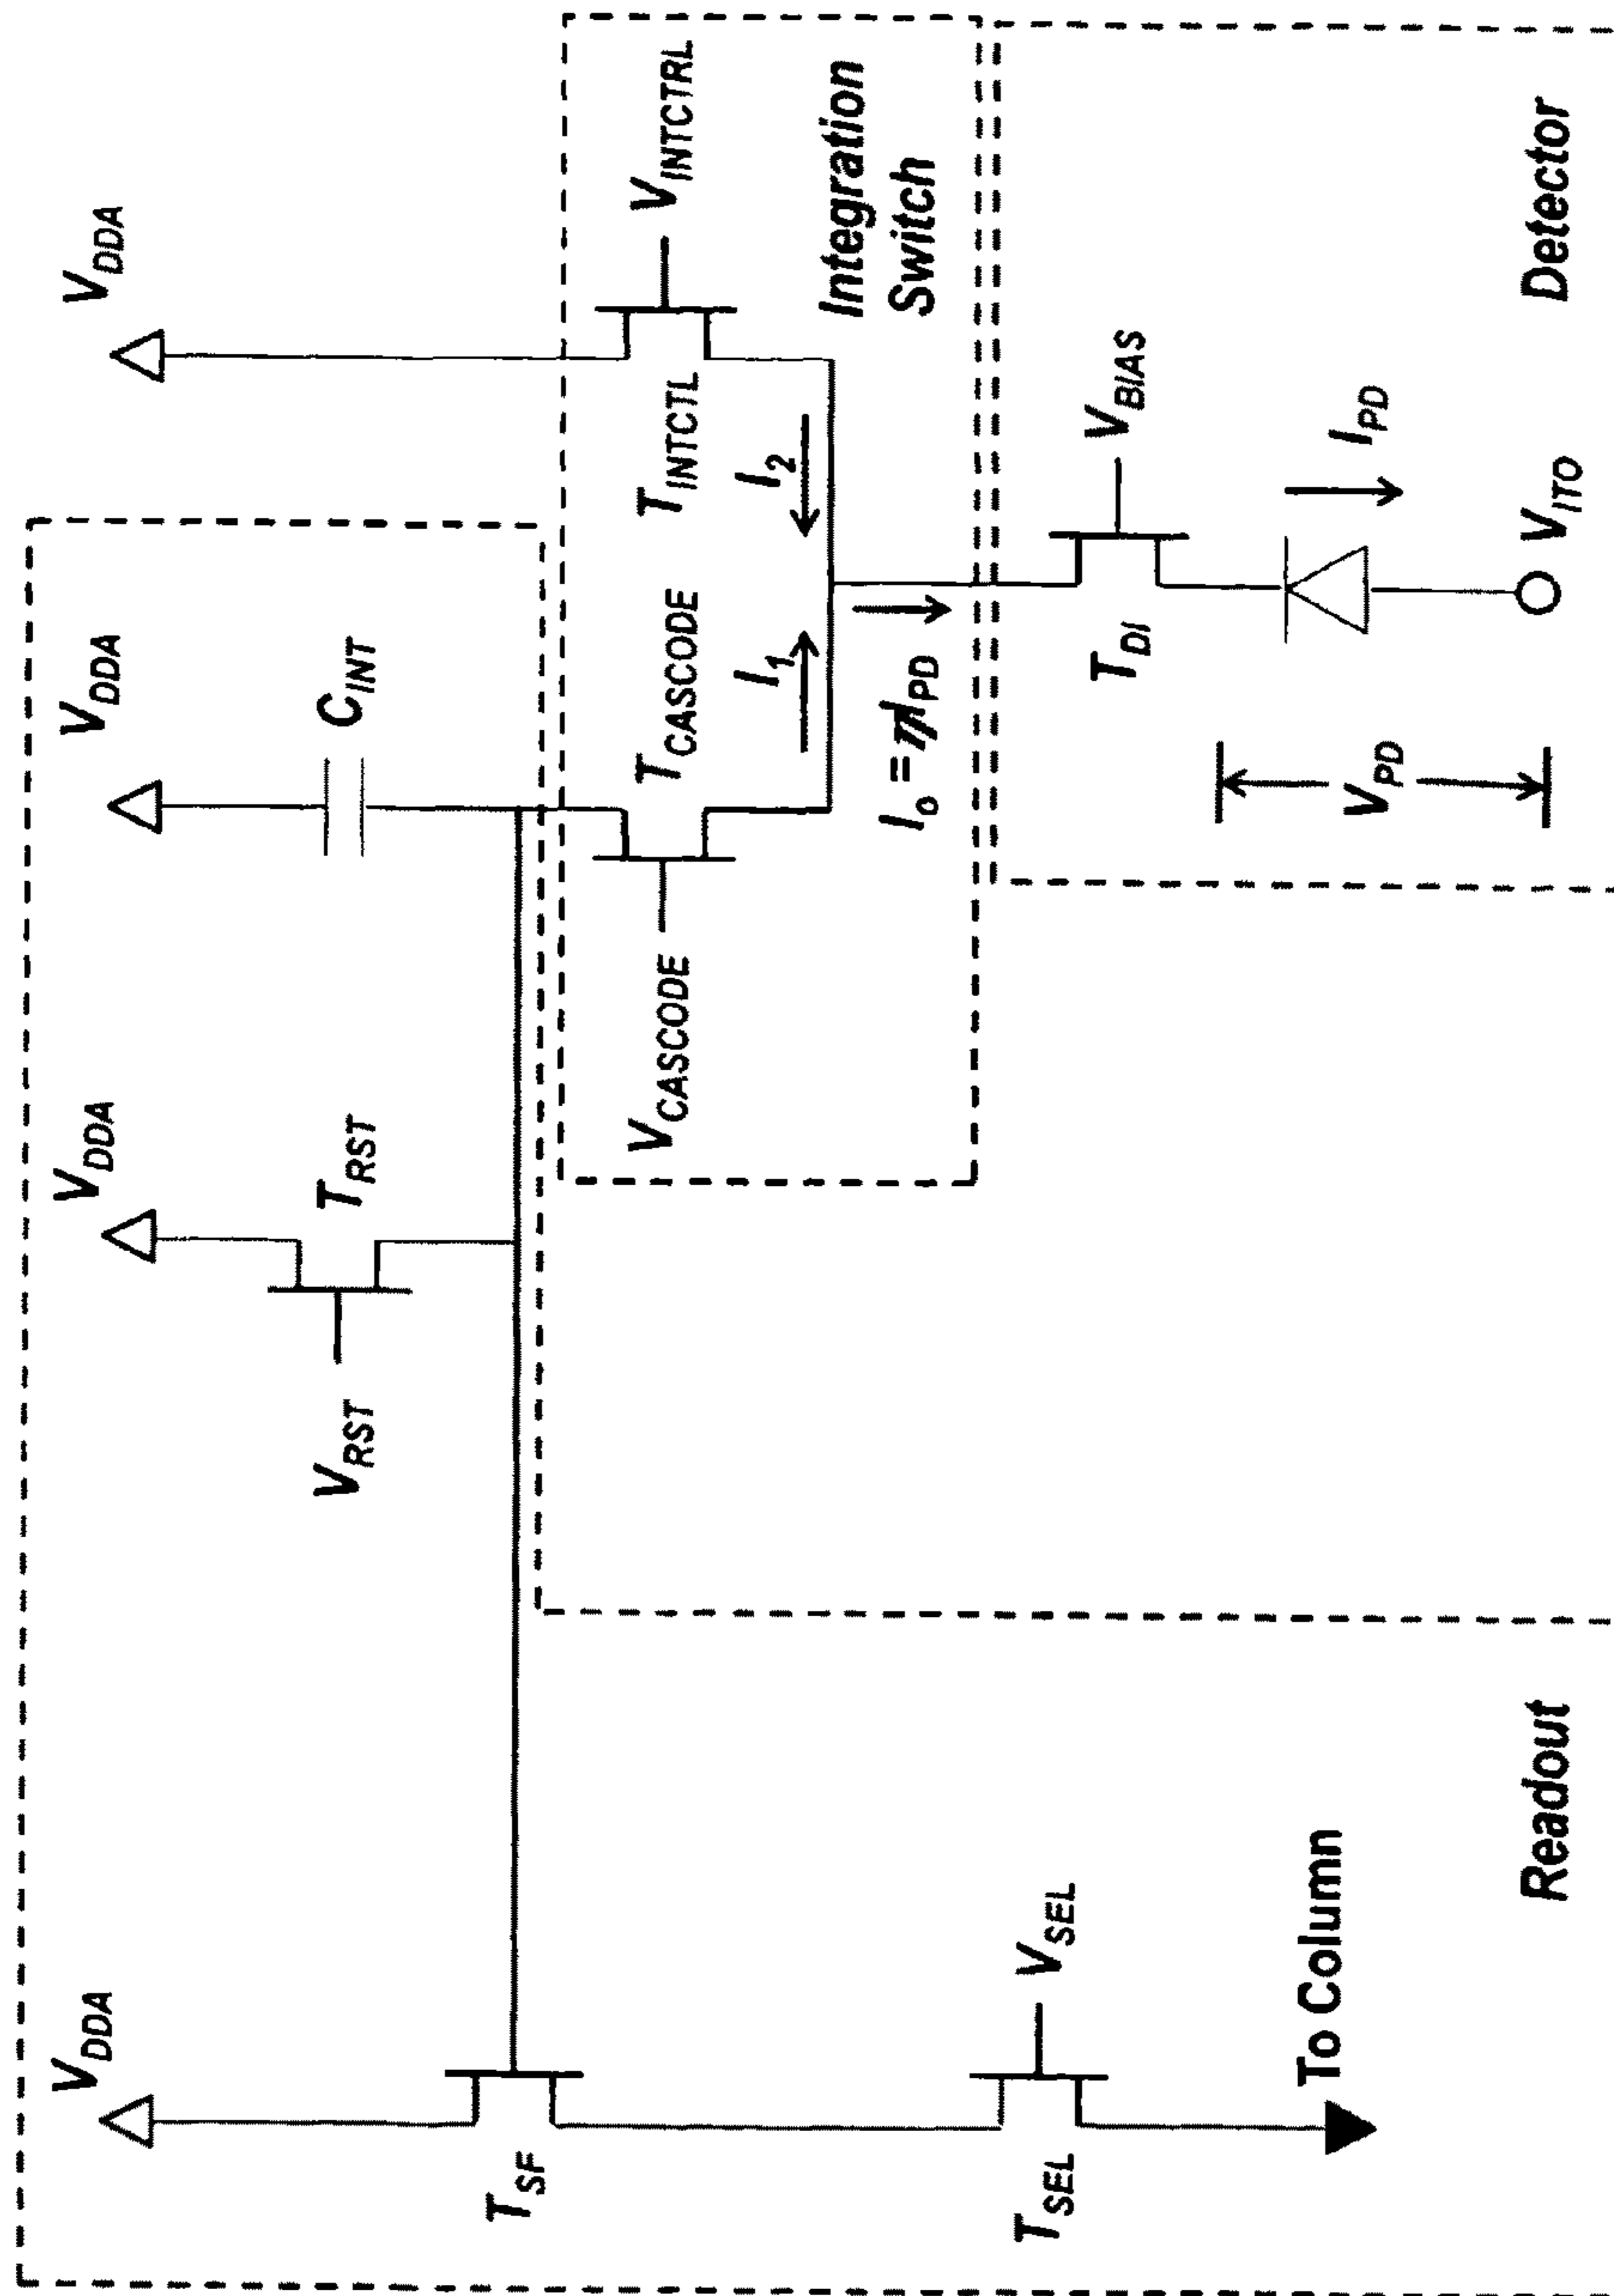 V_DDA
V_DDA
V_DDA
V_DDA
V_RST
T_RST
C_INT
T_SF
V_CASCODE
T_CASCODE
T_INTCTL
V_INTCTRL
I_1
I_2
Integration
Switch
I_o = ηI_PD
T_SEL
V_SEL
T_DI
V_BIAS
To Column
V_PD
I_PD
Readout
V_ITO
Detector